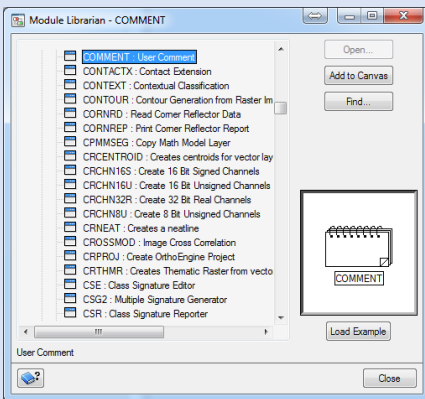 Module Librarian - COMMENT
COMMENT : User Comment
CONTACTX : Contact Extension
CONTEXT : Contextual Classification
CONTOUR : Contour Generation from Raster Im
CORNRD : Read Corner Reflector Data
CORNREP : Print Corner Reflector Report
CPMMSEG : Copy Math Model Layer
CRCENTROID : Creates centroids for vector lay
CRCHN16S : Create 16 Bit Signed Channels
CRCHN16U : Create 16 Bit Unsigned Channels
CRCHN32R : Create 32 Bit Real Channels
CRCHN8U : Create 8 Bit Unsigned Channels
CRNEAT : Creates a neatline
CROSSMOD : Image Cross Correlation
CRPROJ : Create OrthoEngine Project
CRTHMR : Creates Thematic Raster from vecto
CSE : Class Signature Editor
CSG2 : Multiple Signature Generator
CSR : Class Signature Reporter
User Comment
Open...
Add to Canvas
Find...
COMMENT
Load Example
Close